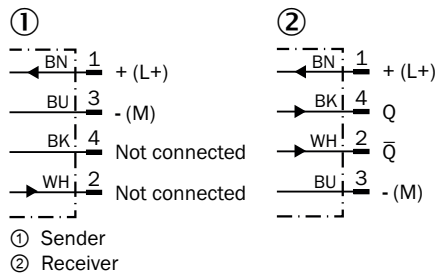 ① ②
BN 1 + (L+)
BU 3 - (M)
BK 4 Not connected
WH 2 Not connected
BN 1 + (L+)
BK 4 Q
WH 2 Q̅
BU 3 - (M)
① Sender
② Receiver